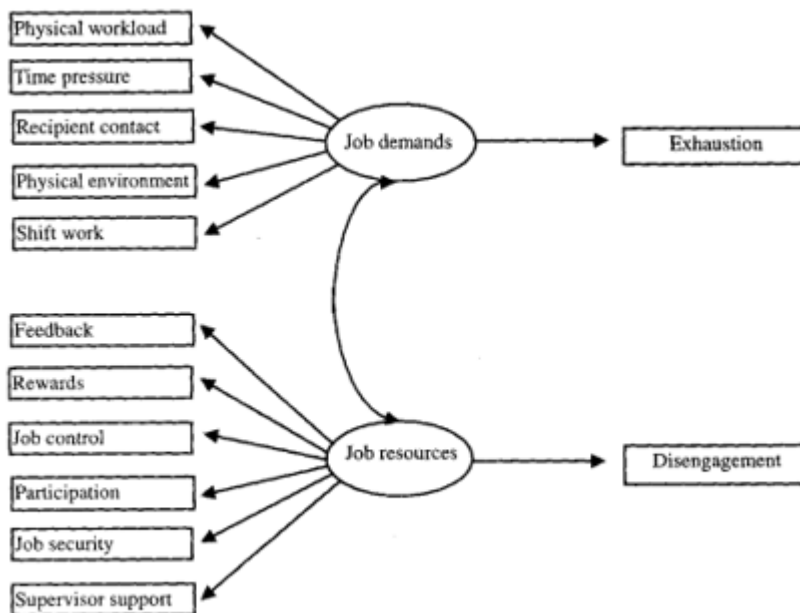 Physical workload
Time pressure
Recipient contact
Physical environment
Shift work
Job demands
Exhaustion
Feedback
Rewards
Job control
Participation
Job security
Supervisor support
Job resources
Disengagement